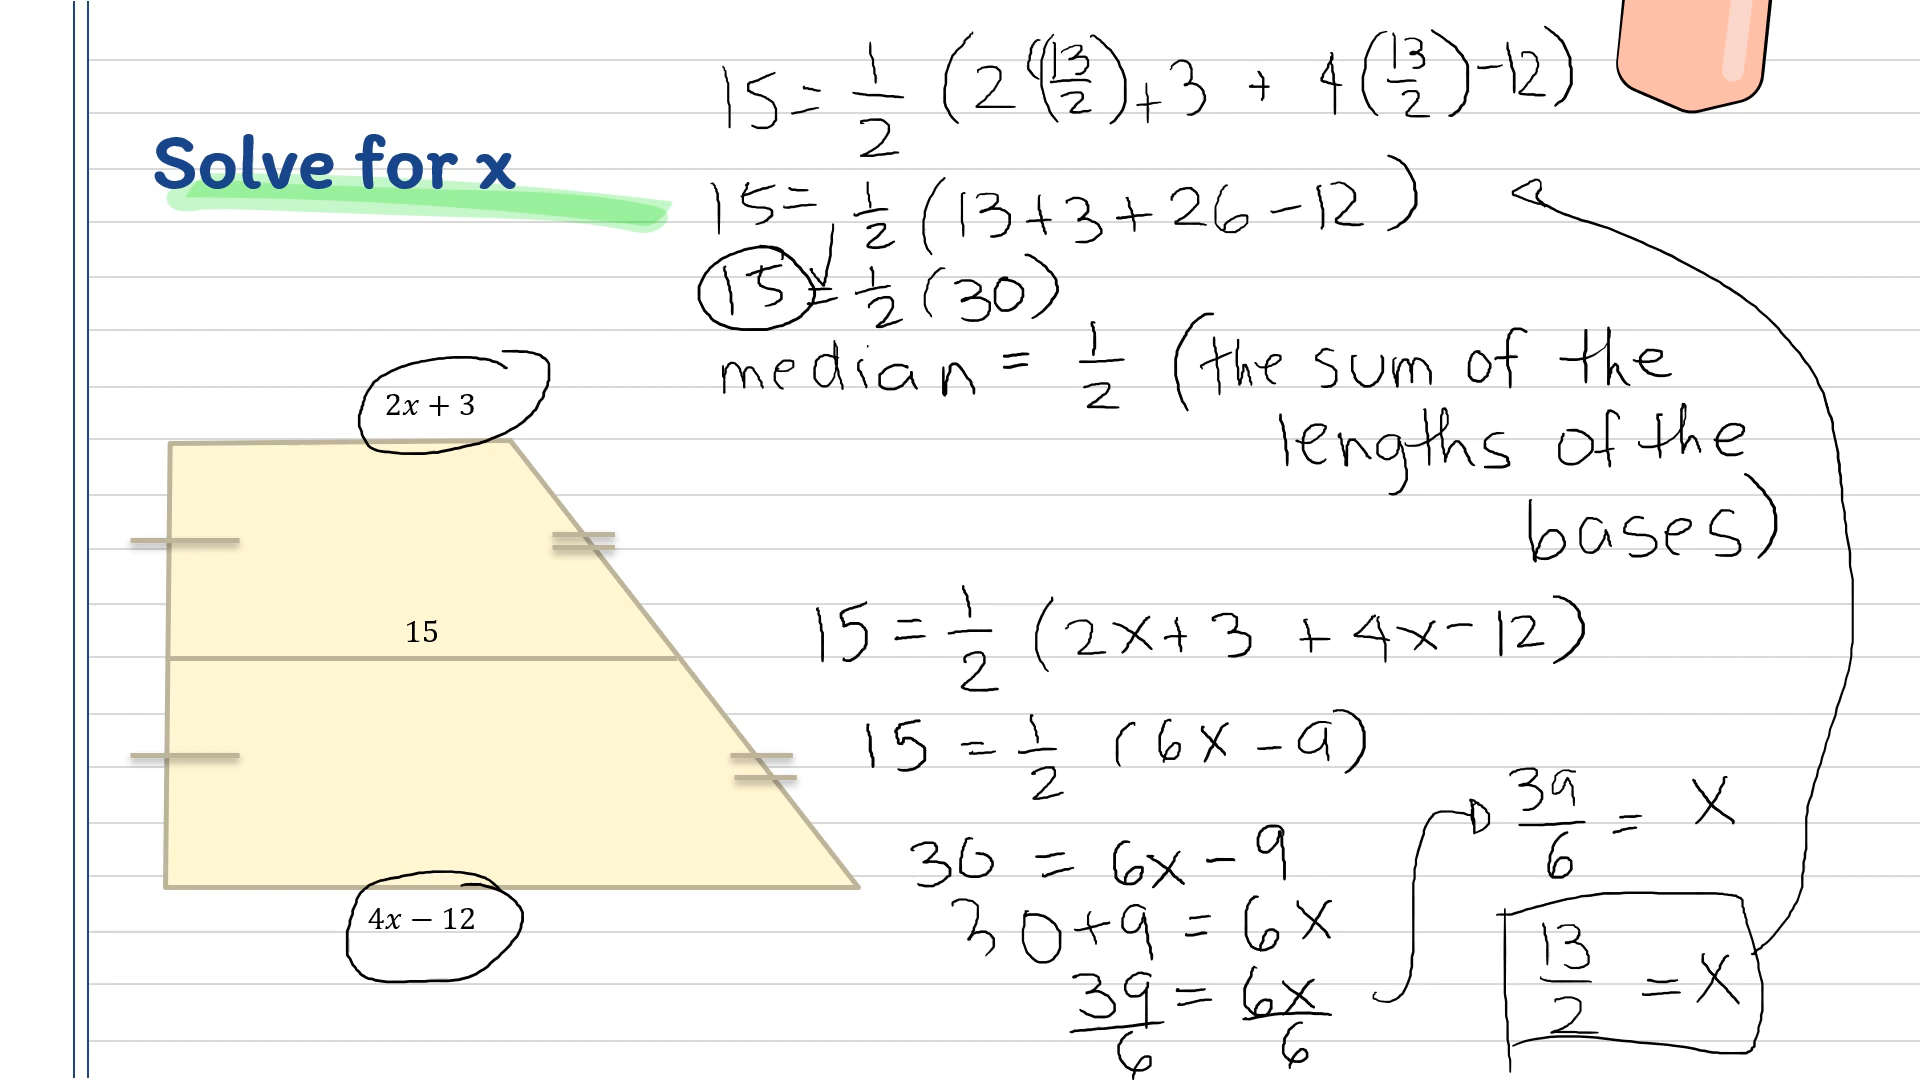 15 = 1/2 (2((13/2) + 3 + 4(13/2) - 12)
Solve for x
15 = 1/2 (13 + 3 + 26 - 12)
15 = 1/2 (30)
median = 1/2 (the sum of the
lengths of the
bases)
2x + 3
15
4x − 12
15 = 1/2 (2x + 3 + 4x - 12)
15 = 1/2 (6x - 9)
30 = 6x - 9
30 + 9 = 6x
39/6 = 6x/6
39/6 = x
13/2 = x